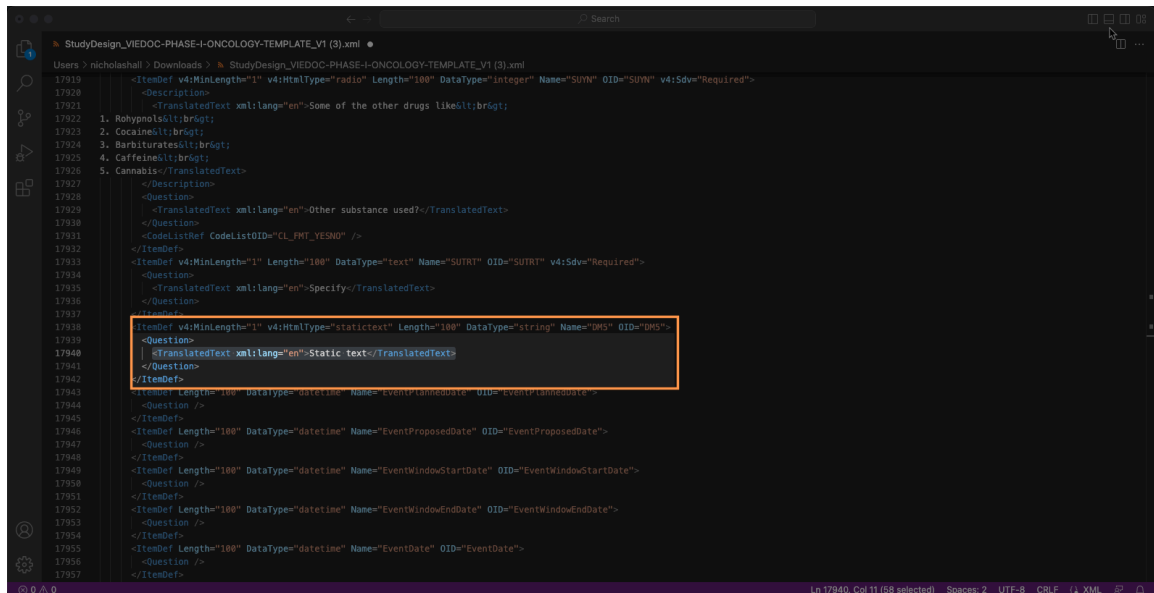 Search
StudyDesign_VIEDOC-PHASE-I-ONCOLOGY-TEMPLATE_V1 (3).xml
Users > nicholashall > Downloads > StudyDesign_VIEDOC-PHASE-I-ONCOLOGY-TEMPLATE_V1 (3).xml
17919 <ItemDef v4:MinLength="1" v4:HtmlType="radio" Length="100" DataType="integer" Name="SUYN" OID="SUYN" v4:Sdv="Required">
17920 <Description>
17921 <TranslatedText xml:lang="en">Some of the other drugs like&lt;br&gt;
17922 1. Rohypnols&lt;br&gt;
17923 2. Cocaine&lt;br&gt;
17924 3. Barbiturates&lt;br&gt;
17925 4. Caffeine&lt;br&gt;
17926 5. Cannabis</TranslatedText>
17927 </Description>
17928 <Question>
17929 <TranslatedText xml:lang="en">Other substance used?</TranslatedText>
17930 </Question>
17931 <CodeListRef CodeListOID="CL_FMT_YESNO" />
17932 </ItemDef>
17933 <ItemDef v4:MinLength="1" Length="100" DataType="text" Name="SUTRT" OID="SUTRT" v4:Sdv="Required">
17934 <Question>
17935 <TranslatedText xml:lang="en">Specify</TranslatedText>
17936 </Question>
17937 </ItemDef>
17938 <ItemDef v4:MinLength="1" v4:HtmlType="statictext" Length="100" DataType="string" Name="DM5" OID="DM5">
17939 <Question>
17940 <TranslatedText xml:lang="en">Static text</TranslatedText>
17941 </Question>
17942 </ItemDef>
17943 <ItemDef Length="100" DataType="datetime" Name="EventPlannedDate" OID="EventPlannedDate">
17944 <Question />
17945 </ItemDef>
17946 <ItemDef Length="100" DataType="datetime" Name="EventProposedDate" OID="EventProposedDate">
17947 <Question />
17948 </ItemDef>
17949 <ItemDef Length="100" DataType="datetime" Name="EventWindowStartDate" OID="EventWindowStartDate">
17950 <Question />
17951 </ItemDef>
17952 <ItemDef Length="100" DataType="datetime" Name="EventWindowEndDate" OID="EventWindowEndDate">
17953 <Question />
17954 </ItemDef>
17955 <ItemDef Length="100" DataType="datetime" Name="EventDate" OID="EventDate">
17956 <Question />
17957 </ItemDef>
0 0 Ln 17940, Col 11 (58 selected) Spaces: 2 UTF-8 CRLF XML